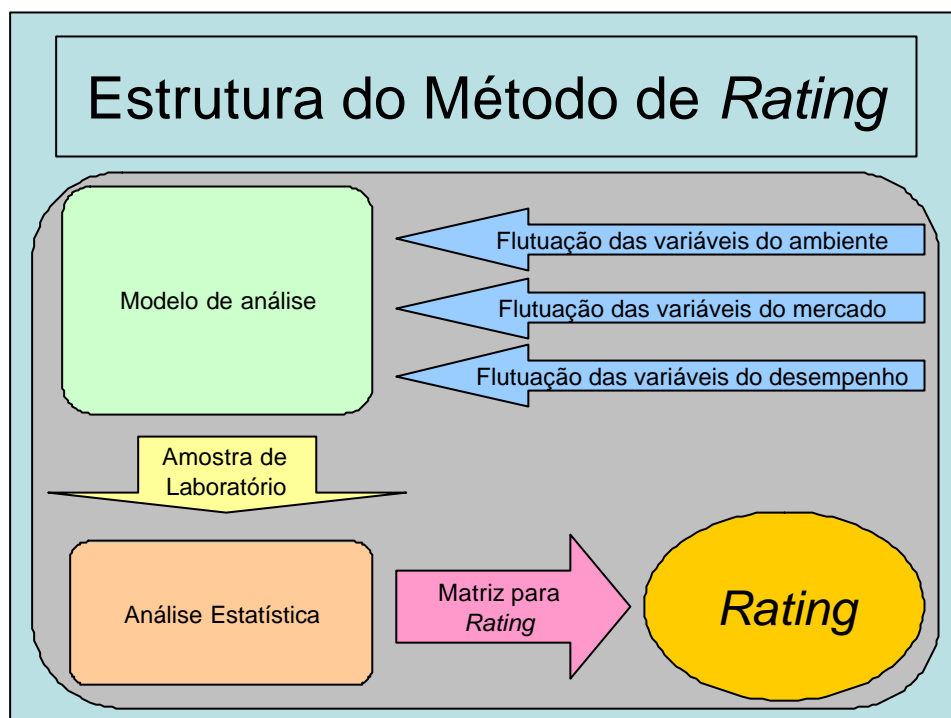 Estrutura do Método de Rating
Modelo de análise
Flutuação das variáveis do ambiente
Flutuação das variáveis do mercado
Flutuação das variáveis do desempenho
Amostra de
Laboratório
Análise Estatística
Matriz para
Rating
Rating